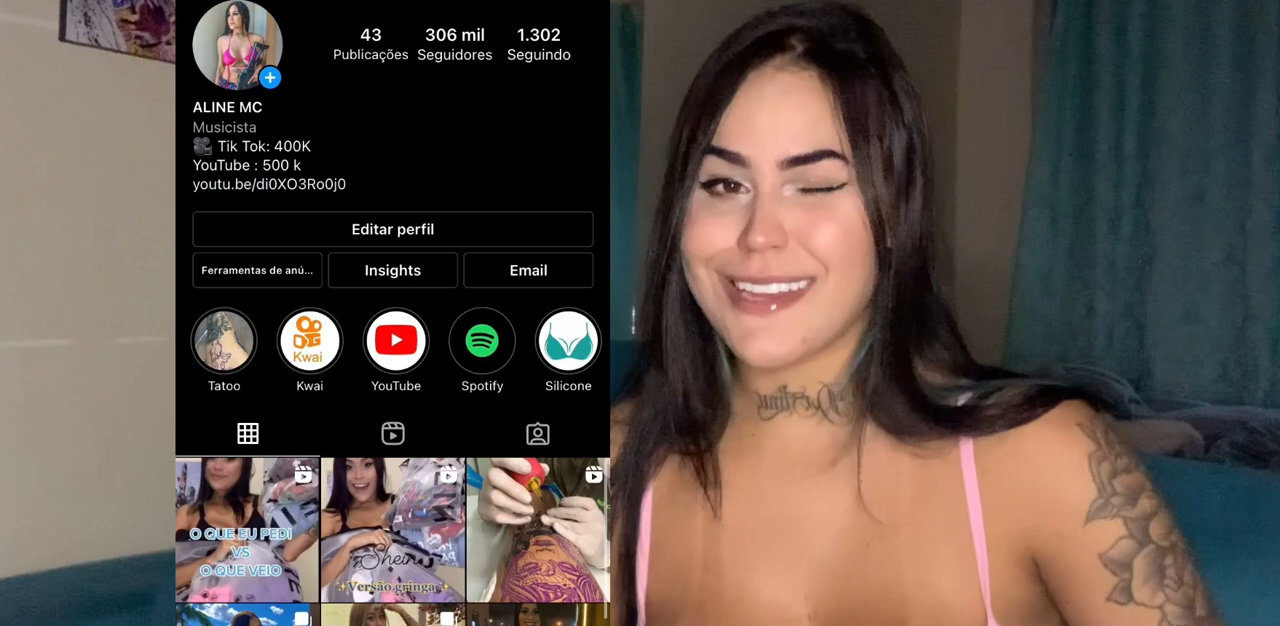 43
306 mil
1.302
Publicações
Seguidores
Seguindo
ALINE MC
Musicista
Tik Tok: 400K
YouTube : 500 k
youtu.be/di0XO3Ro0j0
Editar perfil
Ferramentas de anú...
Insights
Email
Kwai
Tatoo
Kwai
YouTube
Spotify
Silicone
O QUE EU PEDI
VS
O QUE VEIO
Shein
Versão gringa